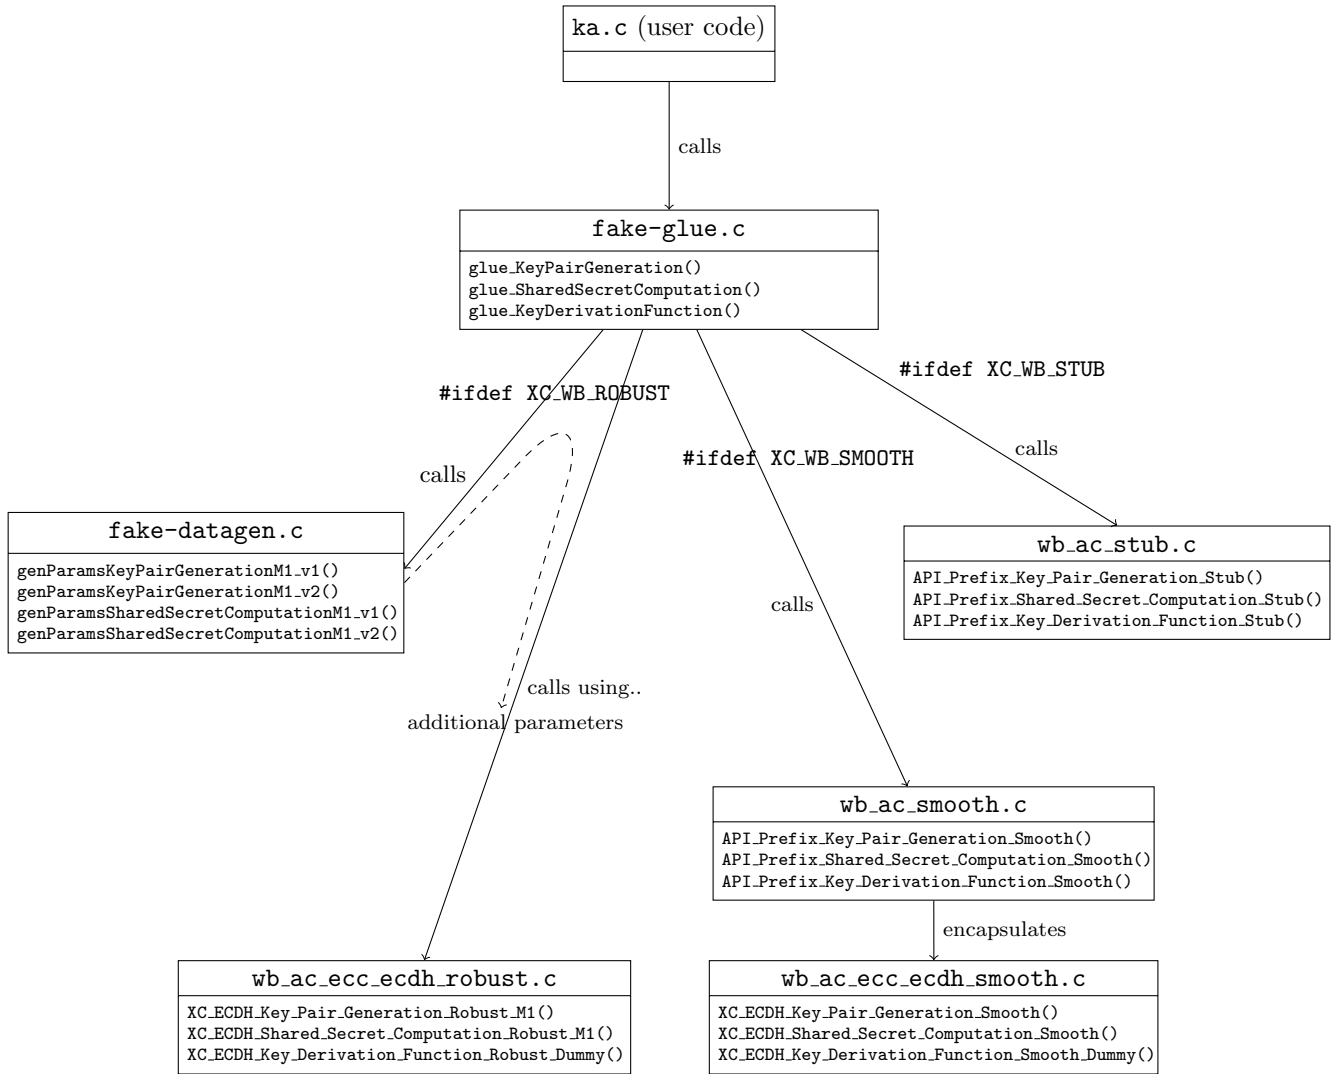 ka.c (user code)
calls
fake-glue.c
glue_KeyPairGeneration()
glue_SharedSecretComputation()
glue_KeyDerivationFunction()
#ifdef XC_WB_STUB
#ifdef XC_WB_ROBUST
calls
#ifdef XC_WB_SMOOTH
calls
fake-datagen.c
genParamsKeyPairGenerationM1_v1()
genParamsKeyPairGenerationM1_v2()
genParamsSharedSecretComputationM1_v1()
genParamsSharedSecretComputationM1_v2()
wb_ac_stub.c
API_Prefix_Key_Pair_Generation_Stub()
API_Prefix_Shared_Secret_Computation_Stub()
API_Prefix_Key_Derivation_Function_Stub()
calls
calls using..
additional parameters
wb_ac_smooth.c
API_Prefix_Key_Pair_Generation_Smooth()
API_Prefix_Shared_Secret_Computation_Smooth()
API_Prefix_Key_Derivation_Function_Smooth()
encapsulates
wb_ac_ecc_ecdh_robust.c
XC_ECDH_Key_Pair_Generation_Robust_M1()
XC_ECDH_Shared_Secret_Computation_Robust_M1()
XC_ECDH_Key_Derivation_Function_Robust_Dummy()
wb_ac_ecc_ecdh_smooth.c
XC_ECDH_Key_Pair_Generation_Smooth()
XC_ECDH_Shared_Secret_Computation_Smooth()
XC_ECDH_Key_Derivation_Function_Smooth_Dummy()